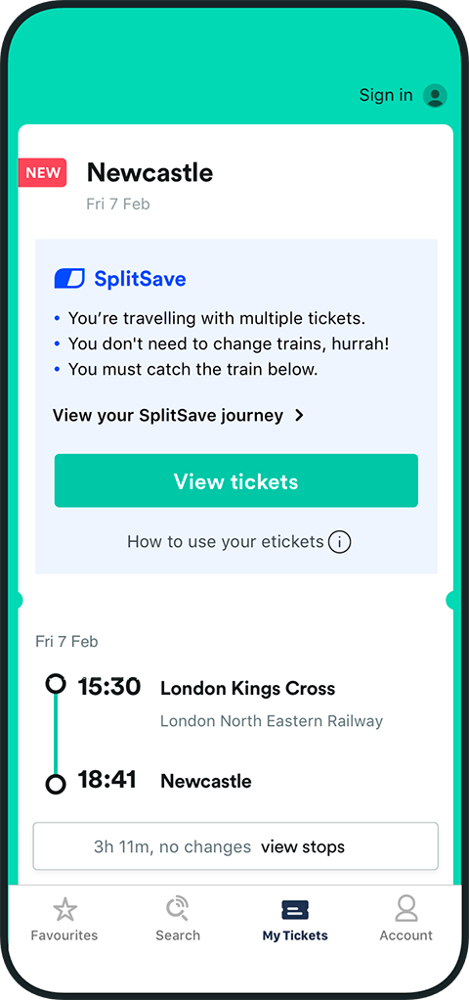 Sign in
NEW
Newcastle
Fri 7 Feb
SplitSave
• You’re travelling with multiple tickets.
• You don't need to change trains, hurrah!
• You must catch the train below.
View your SplitSave journey
View tickets
How to use your etickets i
Fri 7 Feb
15:30 London Kings Cross
London North Eastern Railway
18:41 Newcastle
3h 11m, no changes view stops
Favourites Search My Tickets Account